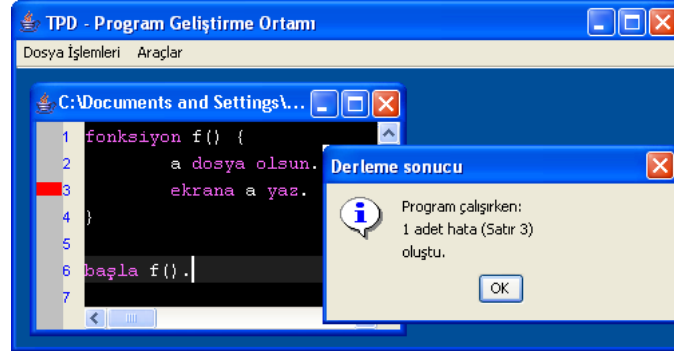 TPD - Program Geliştirme Ortamı
Dosya İşlemleri Araçlar
C:\Documents and Settings\...
1 fonksiyon f() {
2 a dosya olsun.
3 ekrana a yaz.
4 }
5
6 başla f().
7
Derleme sonucu
Program çalışırken:
1 adet hata (Satır 3)
oluştu.
OK